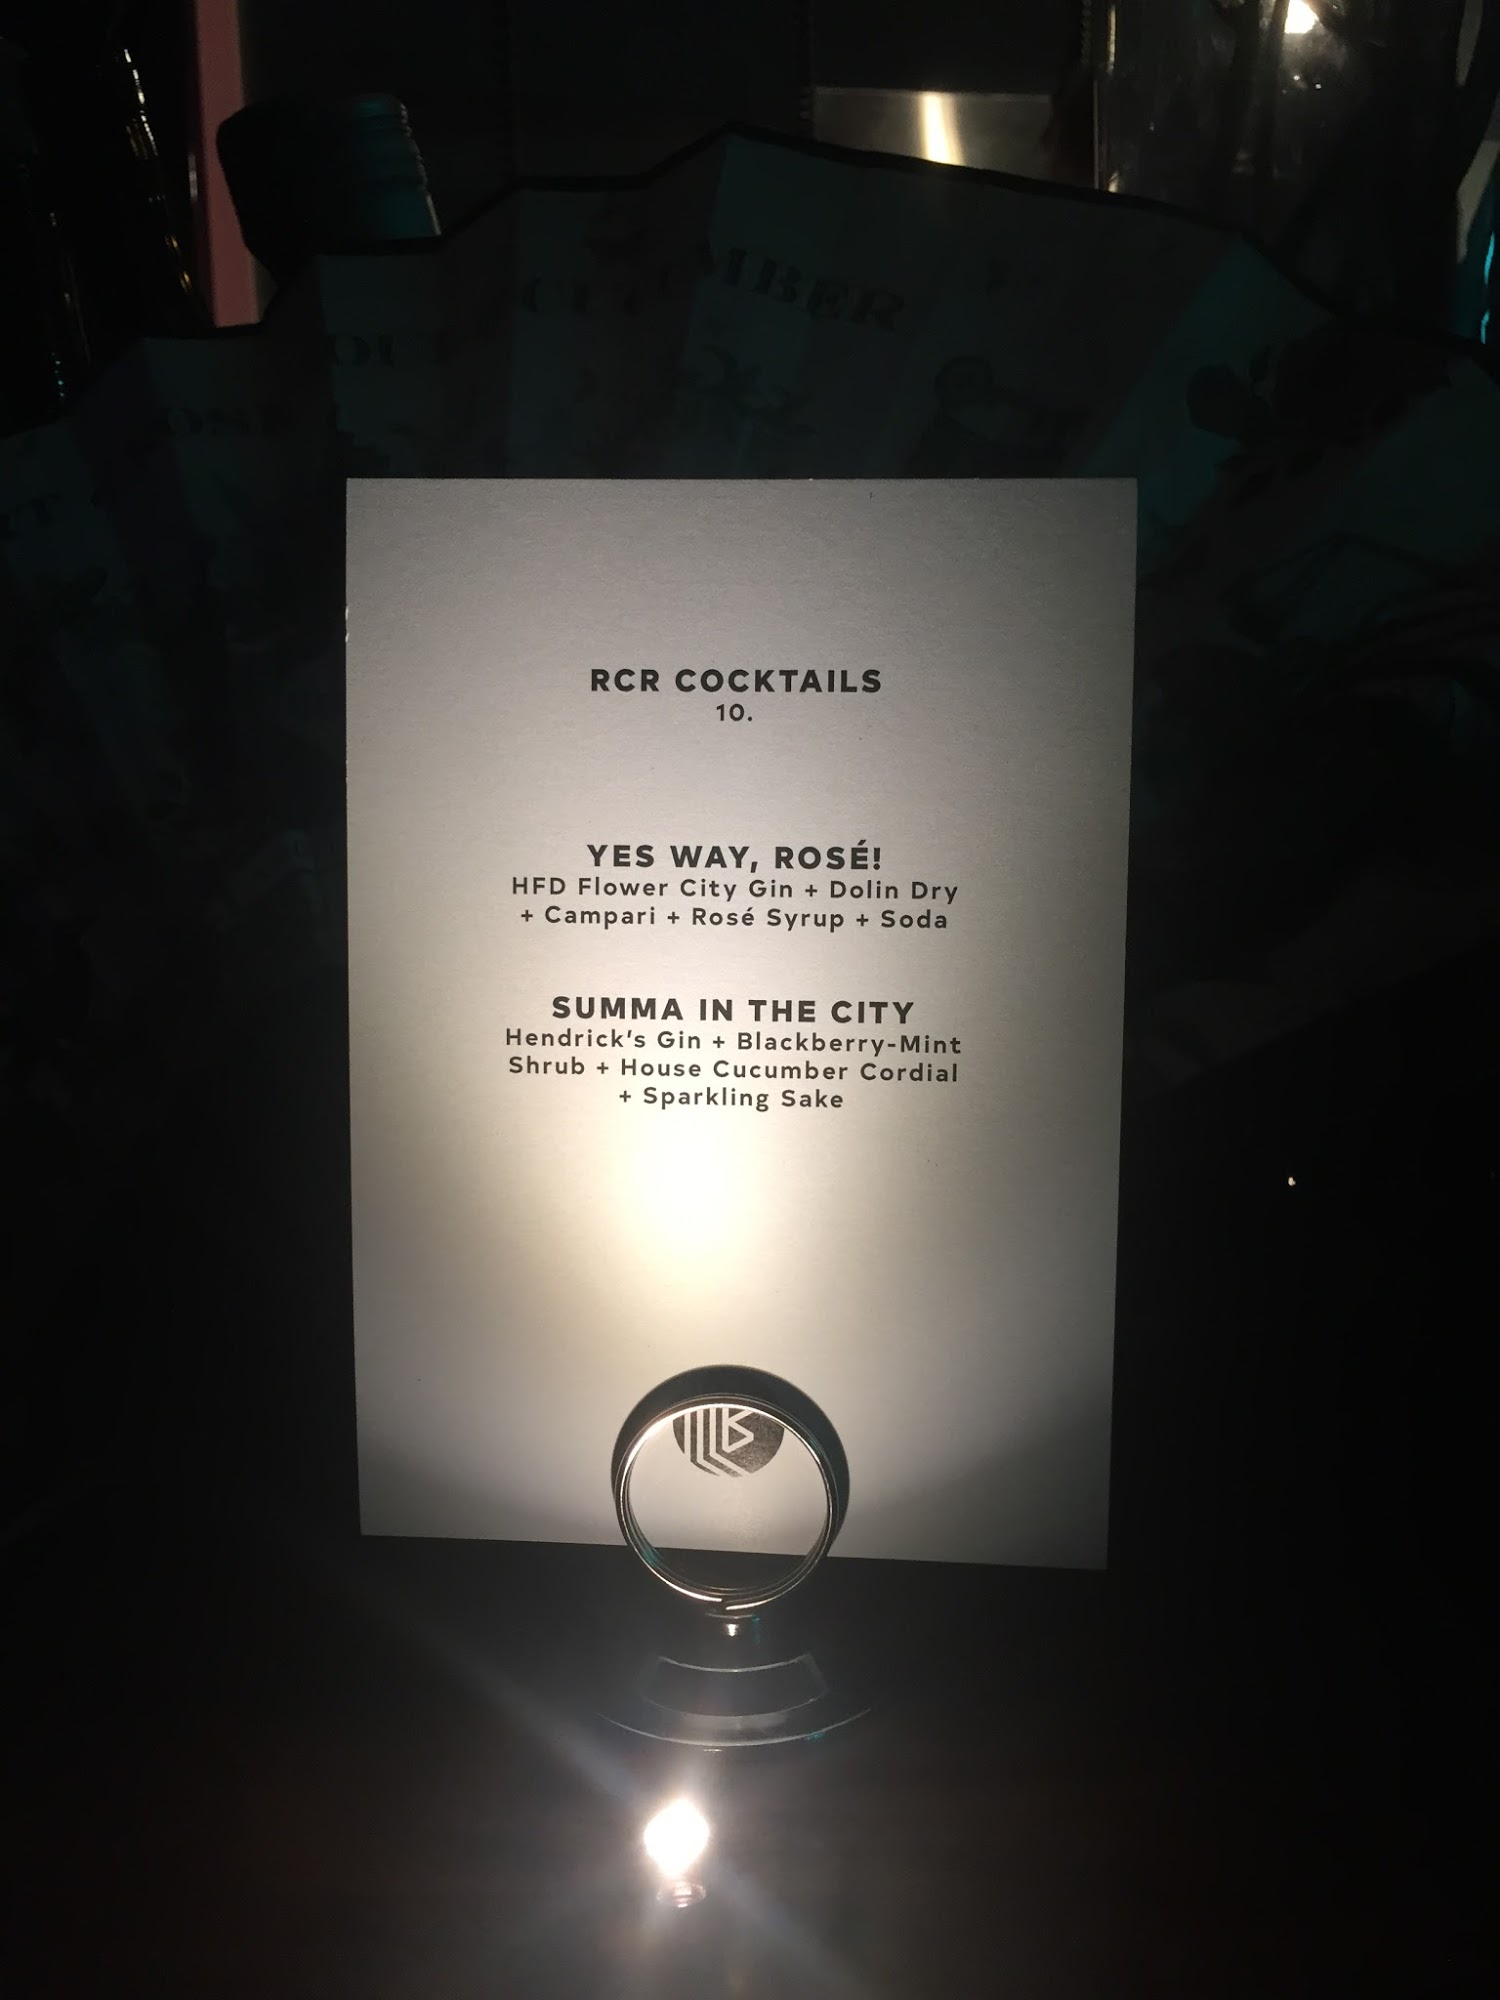 RCR COCKTAILS
10.
YES WAY, ROSÉ!
HFD Flower City Gin + Dolin Dry
+ Campari + Rosé Syrup + Soda
SUMMA IN THE CITY
Hendrick's Gin + Blackberry-Mint
Shrub + House Cucumber Cordial
+ Sparkling Sake